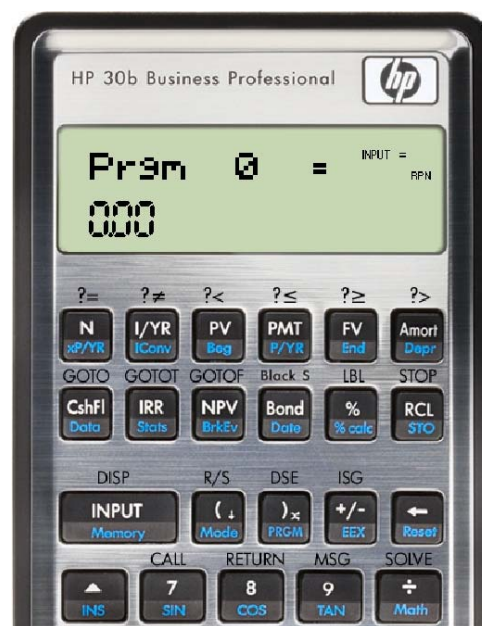 HP 30b Business Professional hp
INPUT =
Prgm 0 =
RPN
0.00
?= ?≠ ?< ?≤ ?≥ ?>
N I/YR PV PMT FV Amort
xP/YR IConv Beg P/YR End Depr
GOTO GOTOT GOTOF Black S LBL STOP
CshFl IRR NPV Bond % RCL
Data Stats BrkEv Date % calc STO
DISP R/S DSE ISG
INPUT (↓ )x; +/- ←
Memory Mode PRGM EEX Reset
CALL RETURN MSG SOLVE
▲ 7 8 9 ÷
INS SIN COS TAN Math